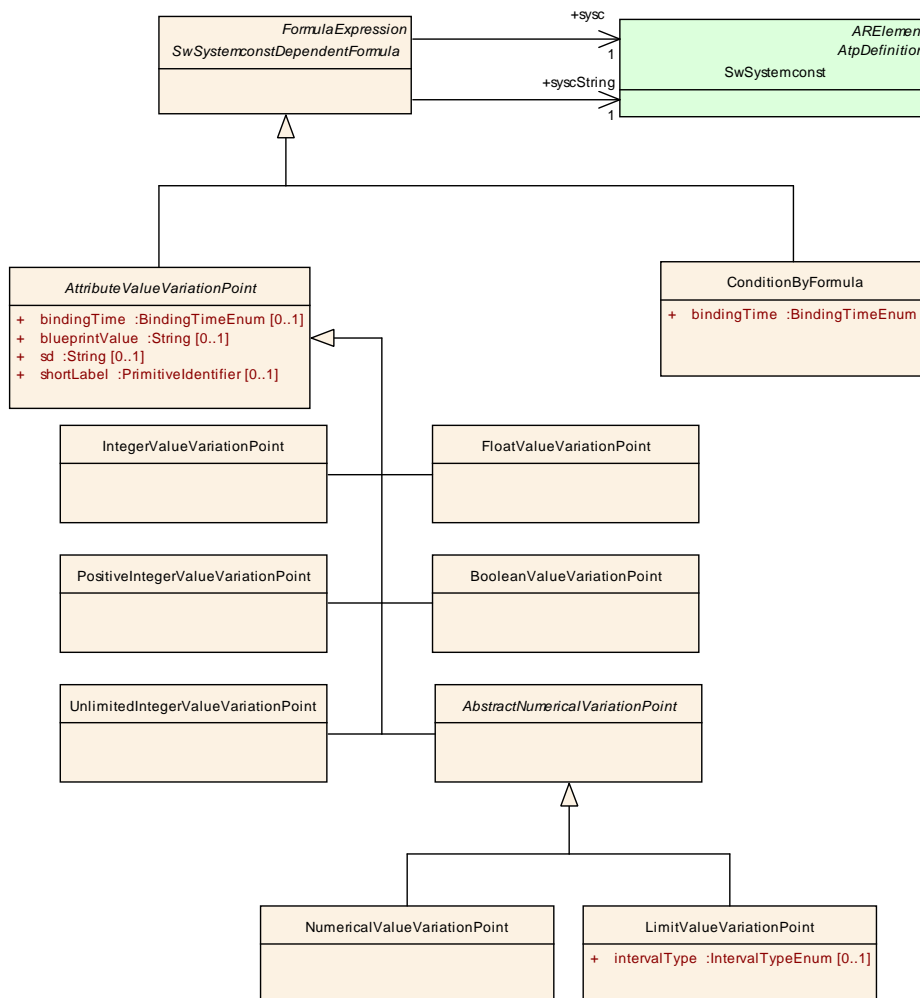 FormulaExpression
SwSystemconstDependentFormula
+sysc
1
+syscString
1
ARElemen
AtpDefinition
SwSystemconst
AttributeValueVariationPoint
+ bindingTime :BindingTimeEnum [0..1]
+ blueprintValue :String [0..1]
+ sd :String [0..1]
+ shortLabel :PrimitiveIdentifier [0..1]
ConditionByFormula
+ bindingTime :BindingTimeEnum
IntegerValueVariationPoint
FloatValueVariationPoint
PositiveIntegerValueVariationPoint
BooleanValueVariationPoint
UnlimitedIntegerValueVariationPoint
AbstractNumericalVariationPoint
NumericalValueVariationPoint
LimitValueVariationPoint
+ intervalType :IntervalTypeEnum [0..1]